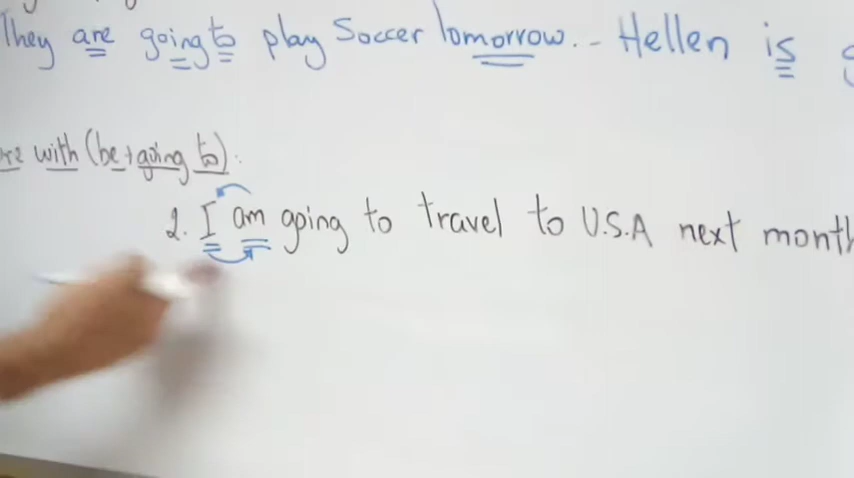 They are going to play Soccer tomorrow.. Hellen is
with (be + going to):
2. I am going to travel to U.S.A next month